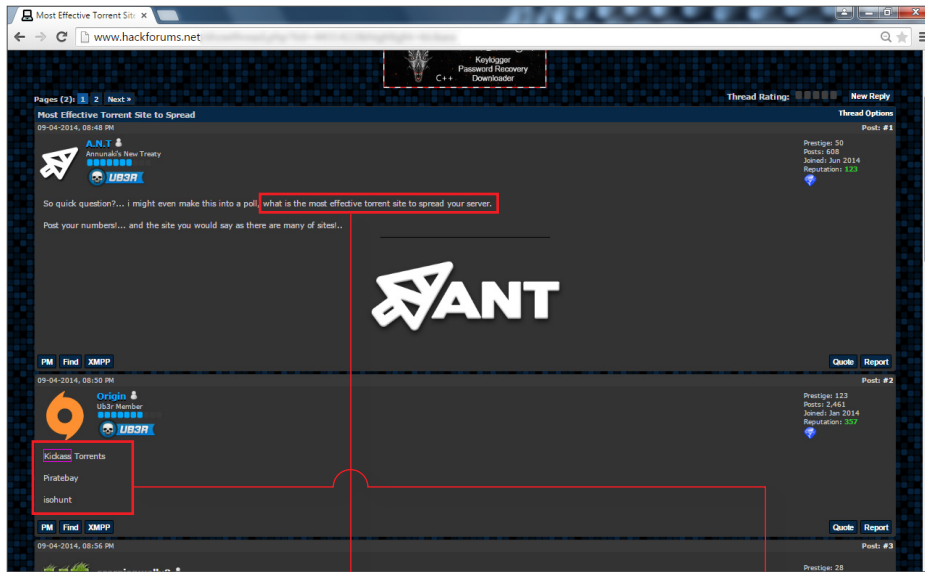 Most Effective Torrent Sit
www.hackforums.net
Keylogger
Password Recovery
C++ Downloader
Pages (2): 1 2 Next »
Thread Rating:
New Reply
Most Effective Torrent Site to Spread
Thread Options
09-04-2014, 08:48 PM
Post: #1
A.N.T
Annunaki's New Treaty
UB3R
Prestige: 50
Posts: 608
Joined: Jun 2014
Reputation: 123
So quick question?... i might even make this into a poll, what is the most effective torrent site to spread your server.
Post your numbers!... and the site you would say as there are many of sites!..
ANT
PM Find XMPP
Quote Report
09-04-2014, 08:50 PM
Post: #2
Origin
Ub3r Member
UB3R
Prestige: 123
Posts: 2,461
Joined: Jan 2014
Reputation: 357
Kickass Torrents
Piratebay
isohunt
PM Find XMPP
Quote Report
09-04-2014, 08:56 PM
Post: #3
Prestige: 28